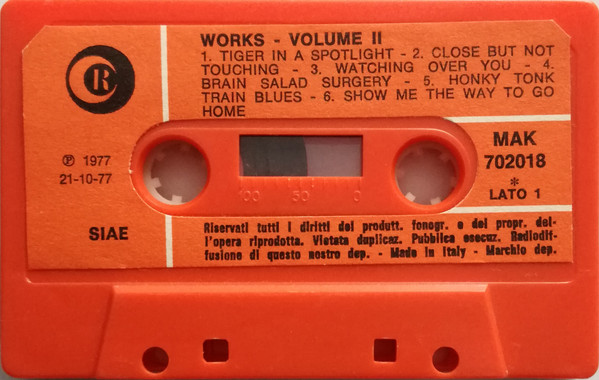 WORKS - VOLUME II
1. TIGER IN A SPOTLIGHT - 2. CLOSE BUT NOT
TOUCHING - 3. WATCHING OVER YOU - 4.
BRAIN SALAD SURGERY - 5. HONKY TONK
TRAIN BLUES - 6. SHOW ME THE WAY TO GO
HOME
R
MAK
702018
*
LATO 1
℗ 1977
21-10-77
100 50 0
SIAE
Riservati tutti i diritti dei produtt. fonogr. e dei propr. del-
l'opera riprodotta. Vietata duplicaz. Pubblica esecuz. Radiodif-
fusione di questo nostro dep. - Made in Italy - Marchio dep.